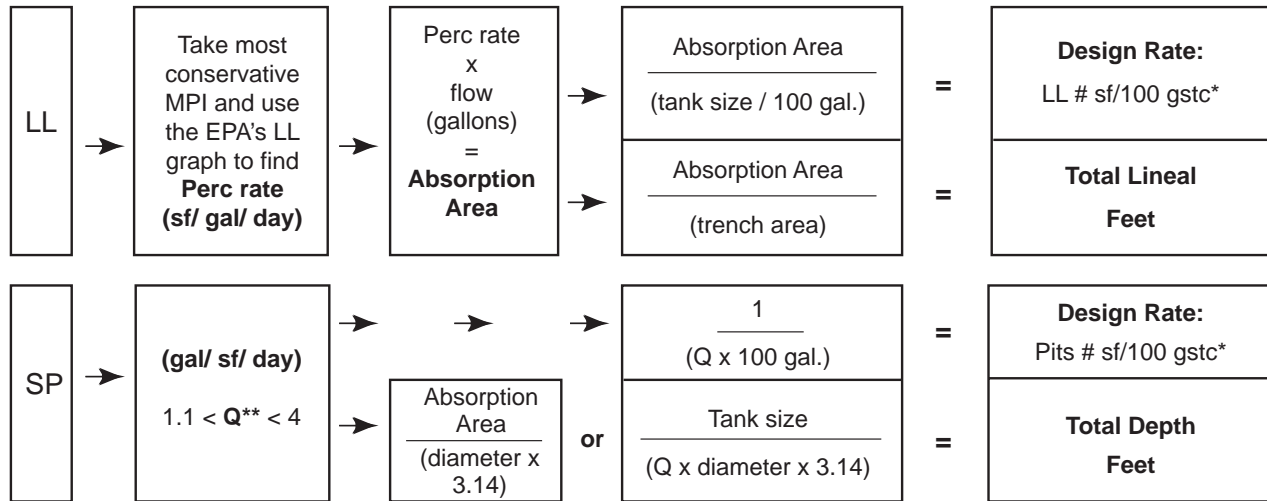 LL
Take most
conservative
MPI and use
the EPA's LL
graph to find
Perc rate
(sf/ gal/ day)
Perc rate
x
flow
(gallons)
=
Absorption
Area
Absorption Area
(tank size / 100 gal.)
=
Design Rate:
LL # sf/100 gstc*
Absorption Area
(trench area)
=
Total Lineal
Feet
SP
(gal/ sf/ day)
1.1 < Q** < 4
1
(Q x 100 gal.)
=
Design Rate:
Pits # sf/100 gstc*
Absorption
Area
(diameter x
3.14)
or
Tank size
(Q x diameter x 3.14)
=
Total Depth
Feet